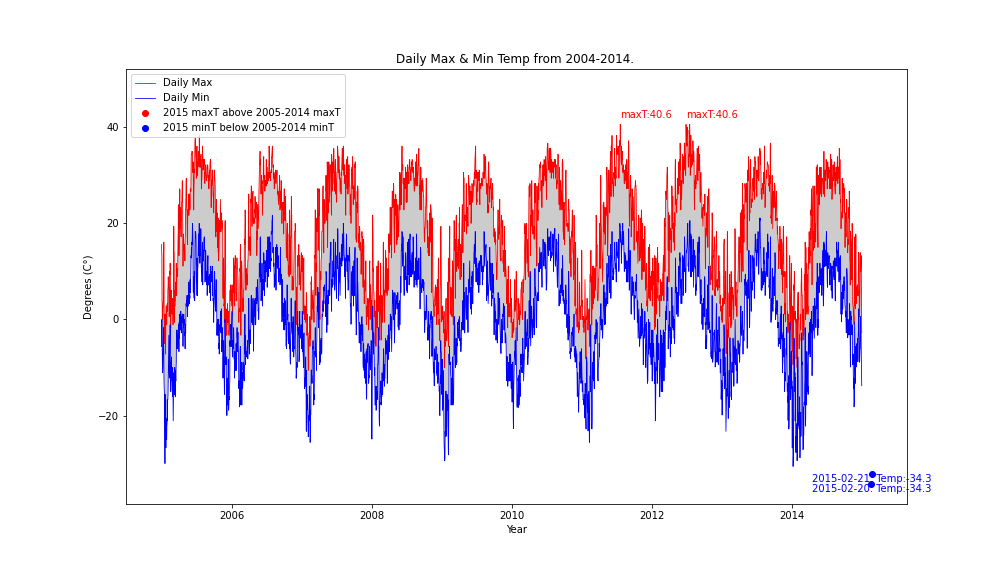 Daily Max & Min Temp from 2004-2014.
Daily Max
Daily Min
2015 maxT above 2005-2014 maxT
2015 minT below 2005-2014 minT
maxT:40.6 maxT:40.6
40
20
0
−20
Degrees (C°)
2015-02-21: Temp:-34.3
2015-02-20: Temp:-34.3
2006 2008 2010 2012 2014
Year